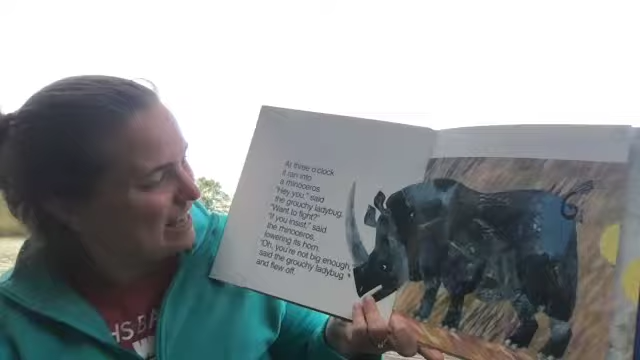 At three o'clock
it ran into
a rhinoceros.
"Hey you," said
the grouchy ladybug.
"Want to fight?"
"If you insist," said
the rhinoceros,
lowering its horn.
"Oh, you're not big enough,"
said the grouchy ladybug
and flew off.
HS BA